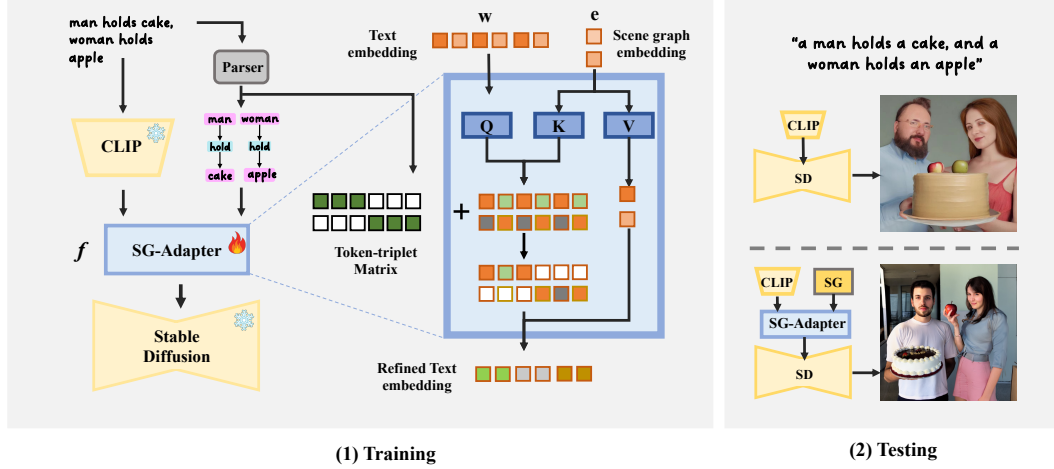 man holds cake,
woman holds
apple
Parser
CLIP
man woman
hold hold
cake apple
f
SG-Adapter
Stable
Diffusion
Token-triplet
Matrix
w
Text
embedding
e
Scene graph
embedding
Q
K
V
+
Refined Text
embedding
(1) Training
“a man holds a cake, and a
woman holds an apple”
CLIP
SD
CLIP
SG
SG-Adapter
SD
(2) Testing